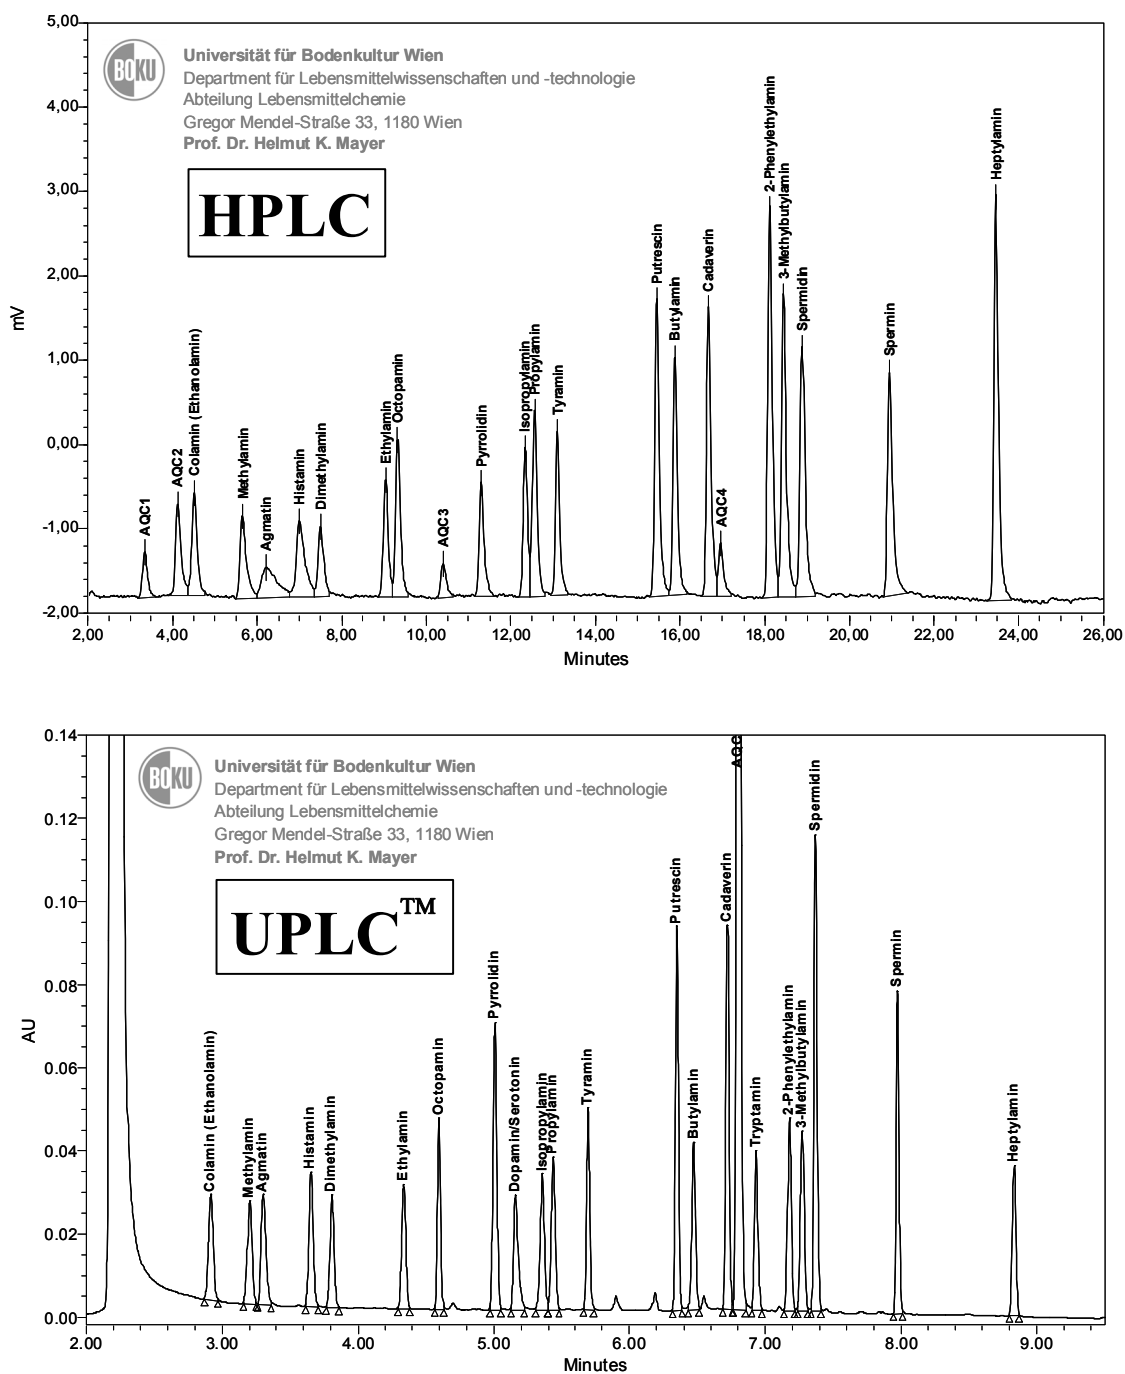 5,00
4,00
3,00
2,00
1,00
0,00
-1,00
-2,00
mV
BOKU
Universität für Bodenkultur Wien
Department für Lebensmittelwissenschaften und -technologie
Abteilung Lebensmittelchemie
Gregor Mendel-Straße 33, 1180 Wien
Prof. Dr. Helmut K. Mayer
HPLC
AQC1
AQC2
Colamin (Ethanolamin)
Methylamin
Agmatin
Histamin
Dimethylamin
Ethylamin
Octopamin
AQC3
Pyrrolidin
Isopropylamin
Propylamin
Tyramin
Putrescin
Butylamin
Cadaverin
AQC4
2-Phenylethylamin
3-Methylbutylamin
Spermidin
Spermin
Heptylamin
2,00 4,00 6,00 8,00 10,00 12,00 14,00 16,00 18,00 20,00 22,00 24,00 26,00
Minutes
0.14
0.12
0.10
0.08
0.06
0.04
0.02
0.00
AU
BOKU
Universität für Bodenkultur Wien
Department für Lebensmittelwissenschaften und -technologie
Abteilung Lebensmittelchemie
Gregor Mendel-Straße 33, 1180 Wien
Prof. Dr. Helmut K. Mayer
UPLC™
Colamin (Ethanolamin)
Methylamin
Agmatin
Histamin
Dimethylamin
Ethylamin
Octopamin
Pyrrolidin
Dopamin/Serotonin
Isopropylamin
Propylamin
Tyramin
Putrescin
Butylamin
Cadaverin
AQC
Tryptamin
2-Phenylethylamin
3-Methylbutylamin
Spermidin
Spermin
Heptylamin
2.00 3.00 4.00 5.00 6.00 7.00 8.00 9.00
Minutes